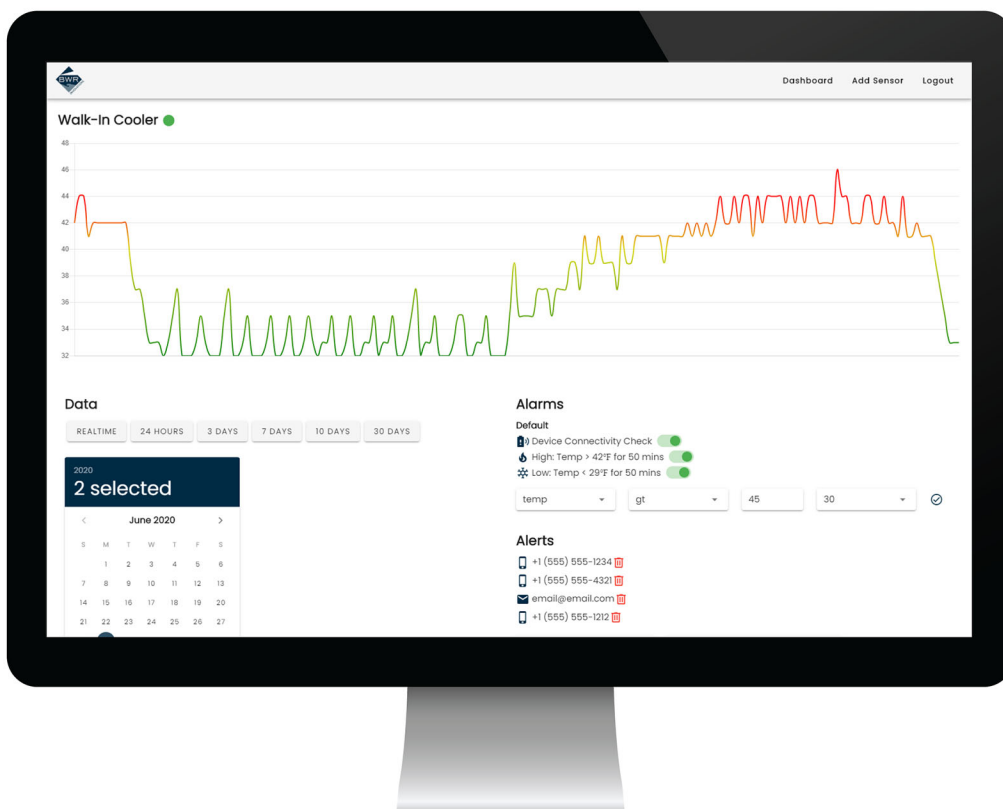 BWR
Dashboard Add Sensor Logout
Walk-In Cooler
48
46
44
42
40
38
36
34
32
Data
REALTIME 24 HOURS 3 DAYS 7 DAYS 10 DAYS 30 DAYS
2020
2 selected
June 2020
S M T W T F S
1 2 3 4 5 6
7 8 9 10 11 12 13
14 15 16 17 18 19 20
21 22 23 24 25 26 27
Alarms
Default
Device Connectivity Check
High: Temp > 42°F for 50 mins
Low: Temp < 29°F for 50 mins
temp gt 45 30
Alerts
+1 (555) 555-1234
+1 (555) 555-4321
email@email.com
+1 (555) 555-1212